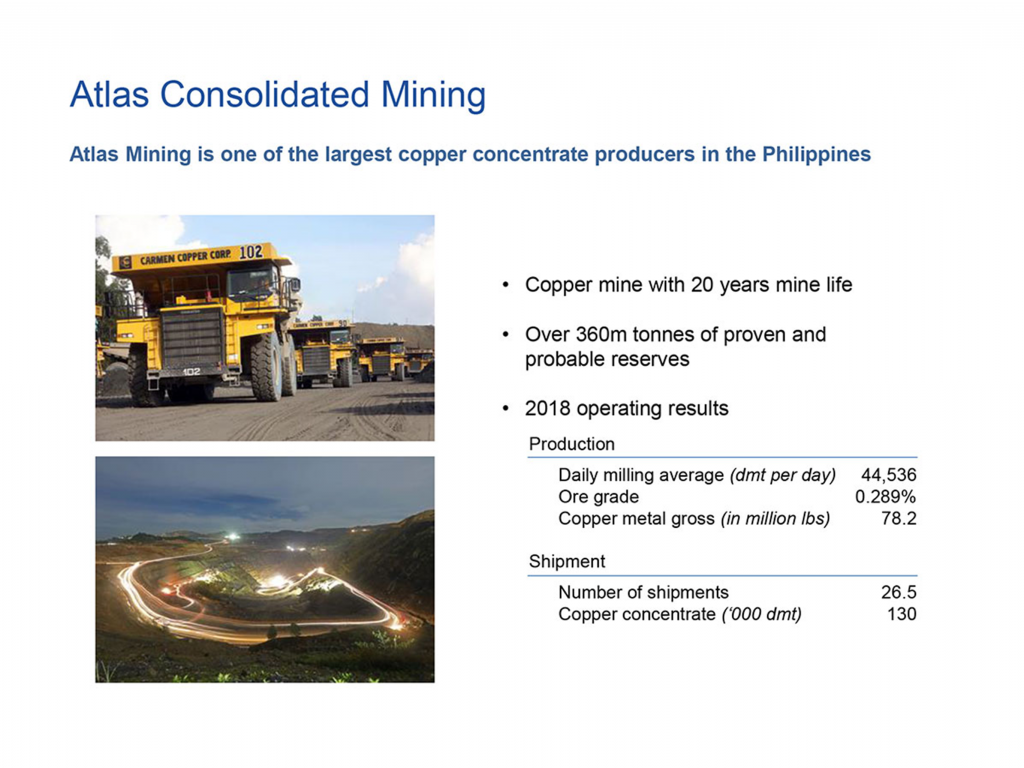 Atlas Consolidated Mining
Atlas Mining is one of the largest copper concentrate producers in the Philippines
CARMEN COPPER CORP. 102
102
CARMEN COPPER CORP
• Copper mine with 20 years mine life
• Over 360m tonnes of proven and
probable reserves
• 2018 operating results
Production
Daily milling average (dmt per day) 44,536
Ore grade 0.289%
Copper metal gross (in million lbs) 78.2
Shipment
Number of shipments 26.5
Copper concentrate (‘000 dmt) 130